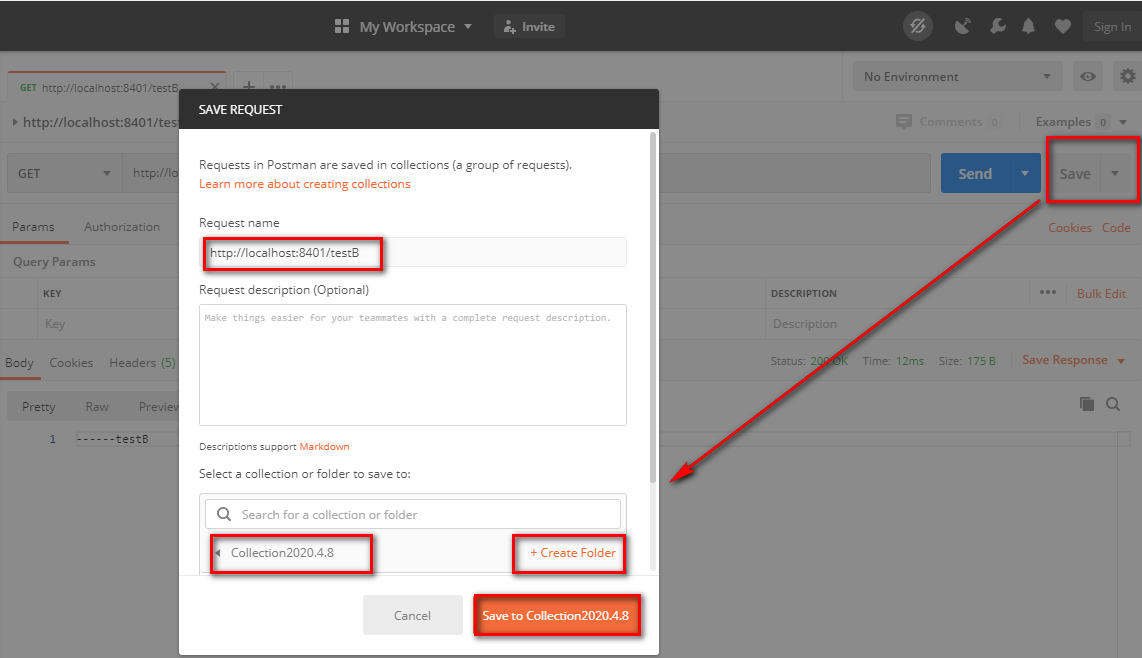 My Workspace
Invite
Sign In
GET http://localhost:8401/testB
No Environment
http://localhost:8401/tes
Comments 0
Examples 0
GET
http://lo
Send
Save
Params
Authorization
Cookies Code
Query Params
KEY
DESCRIPTION
Bulk Edit
Key
Description
Body Cookies Headers (5)
Status: 200 OK Time: 12ms Size: 175 B
Save Response
Pretty Raw Preview
1 ------testB
SAVE REQUEST
Requests in Postman are saved in collections (a group of requests).
Learn more about creating collections
Request name
http://localhost:8401/testB
Request description (Optional)
Make things easier for your teammates with a complete request description.
Descriptions support Markdown
Select a collection or folder to save to:
Search for a collection or folder
Collection2020.4.8
+ Create Folder
Cancel
Save to Collection2020.4.8